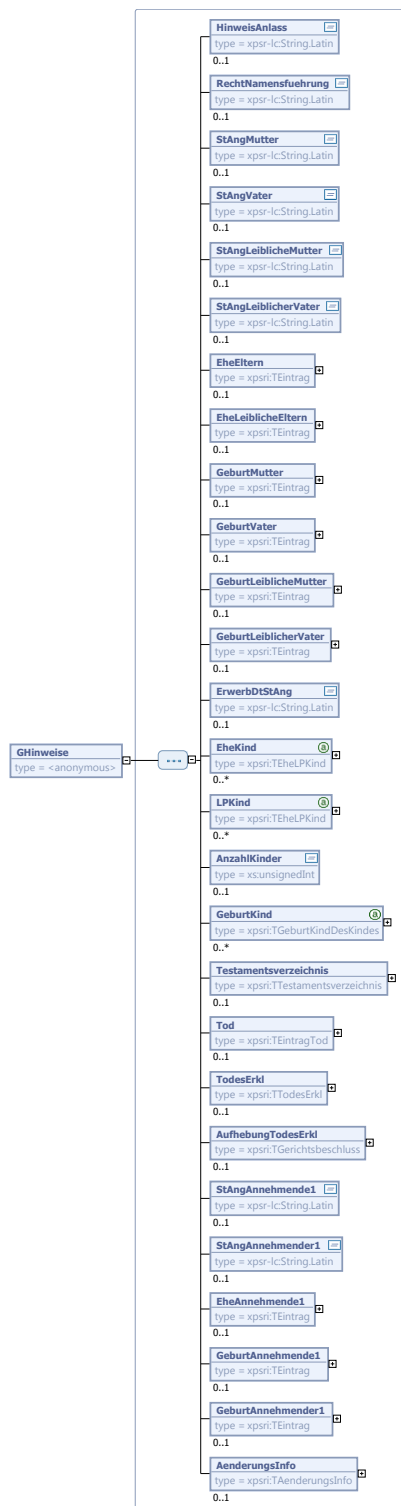 HinweisAnlass
type = xpsr-lc:String.Latin
0..1
RechtNamensfuehrung
type = xpsr-lc:String.Latin
0..1
StAngMutter
type = xpsr-lc:String.Latin
0..1
StAngVater
type = xpsr-lc:String.Latin
0..1
StAngLeiblicheMutter
type = xpsr-lc:String.Latin
0..1
StAngLeiblicherVater
type = xpsr-lc:String.Latin
0..1
EheEltern
type = xpsri:TEintrag
0..1
EheLeiblicheEltern
type = xpsri:TEintrag
0..1
GeburtMutter
type = xpsri:TEintrag
0..1
GeburtVater
type = xpsri:TEintrag
0..1
GeburtLeiblicheMutter
type = xpsri:TEintrag
0..1
GeburtLeiblicherVater
type = xpsri:TEintrag
0..1
ErwerbDtStAng
type = xpsr-lc:String.Latin
0..1
GHinweise
type = <anonymous>
EheKind
type = xpsri:TEheLPKind
0..*
LPKind
type = xpsri:TEheLPKind
0..*
AnzahlKinder
type = xs:unsignedInt
0..1
GeburtKind
type = xpsri:TGeburtKindDesKindes
0..*
Testamentsverzeichnis
type = xpsri:TTestamentsverzeichnis
0..1
Tod
type = xpsri:TEintragTod
0..1
TodesErkl
type = xpsri:TTodesErkl
0..1
AufhebungTodesErkl
type = xpsri:TGerichtsbeschluss
0..1
StAngAnnehmende1
type = xpsr-lc:String.Latin
0..1
StAngAnnehmender1
type = xpsr-lc:String.Latin
0..1
EheAnnehmende1
type = xpsri:TEintrag
0..1
GeburtAnnehmende1
type = xpsri:TEintrag
0..1
GeburtAnnehmender1
type = xpsri:TEintrag
0..1
AenderungsInfo
type = xpsri:TAenderungsInfo
0..1